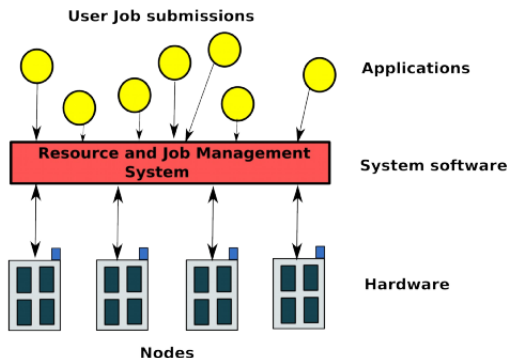 User Job submissions
Applications
Resource and Job Management
System
System software
Hardware
Nodes